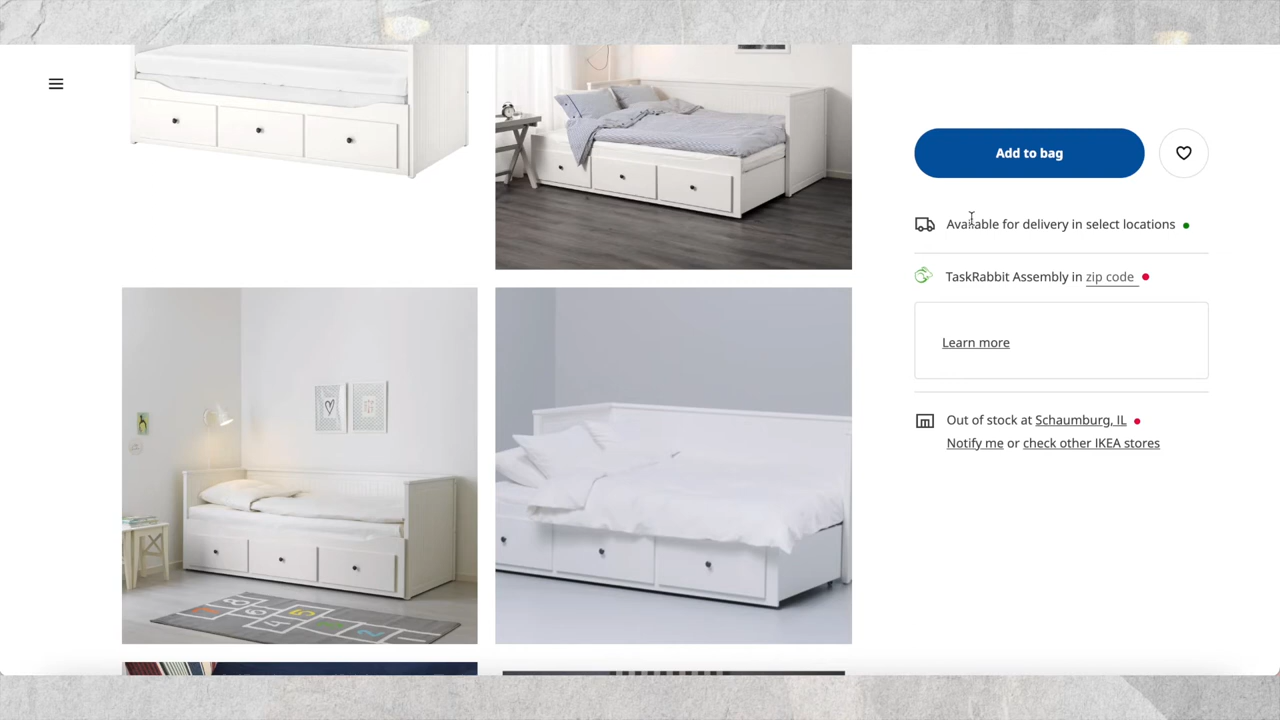 Add to bag
Available for delivery in select locations
TaskRabbit Assembly in zip code
Learn more
Out of stock at Schaumburg, IL
Notify me or check other IKEA stores